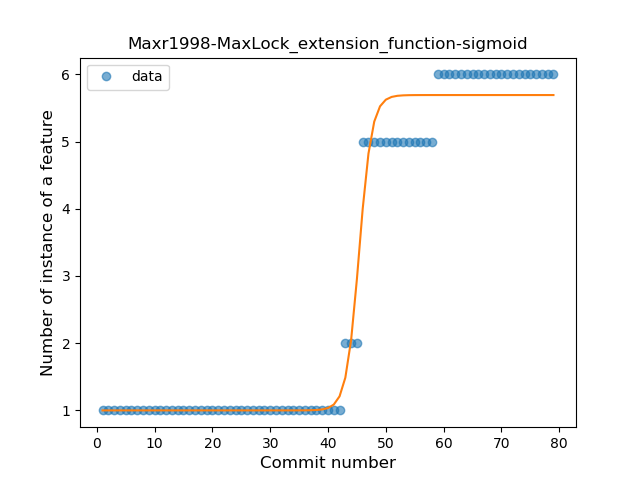 Maxr1998-MaxLock_extension_function-sigmoid
data
Number of instance of a feature
6
5
4
3
2
1
0 10 20 30 40 50 60 70 80
Commit number